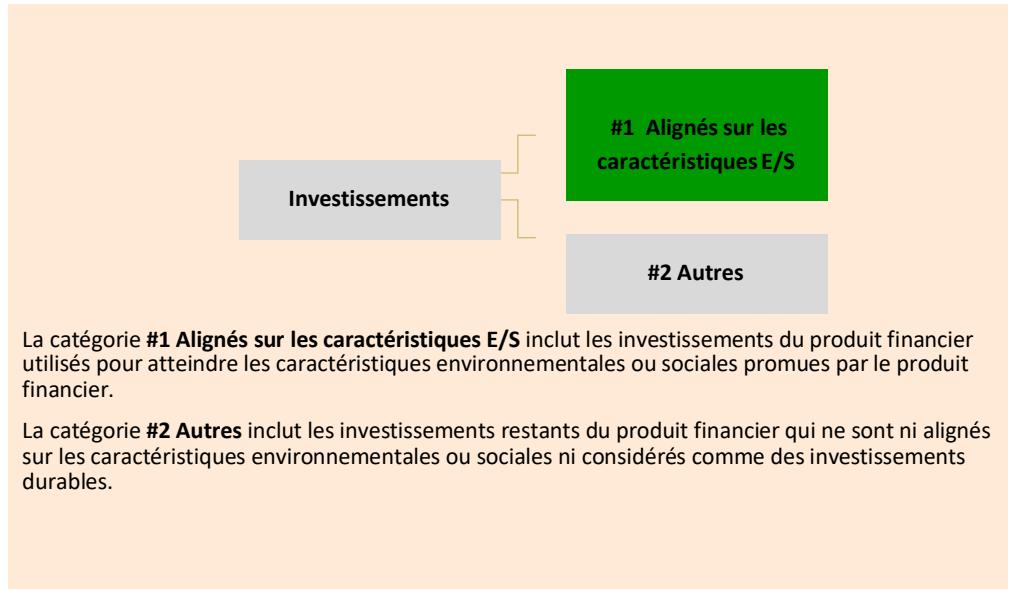 #1 Alignés sur les
caractéristiques E/S
Investissements
#2 Autres
La catégorie #1 Alignés sur les caractéristiques E/S inclut les investissements du produit financier
utilisés pour atteindre les caractéristiques environnementales ou sociales promues par le produit
financier.
La catégorie #2 Autres inclut les investissements restants du produit financier qui ne sont ni alignés
sur les caractéristiques environnementales ou sociales ni considérés comme des investissements
durables.